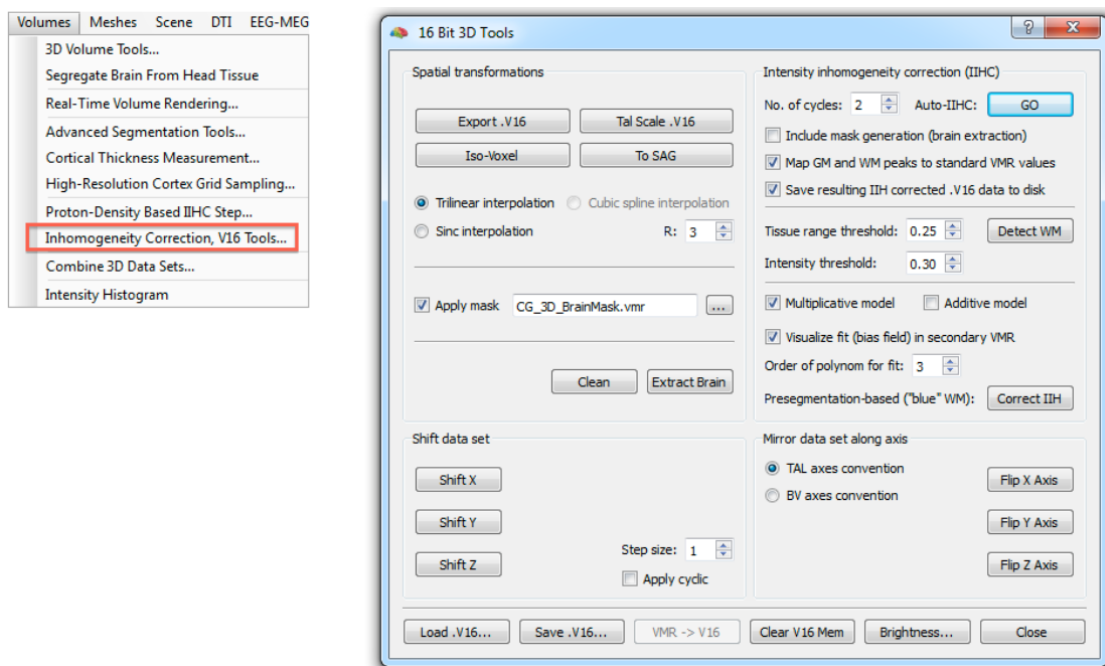 Volumes Meshes Scene DTI EEG-MEG
3D Volume Tools...
Segregate Brain From Head Tissue
Real-Time Volume Rendering...
Advanced Segmentation Tools...
Cortical Thickness Measurement...
High-Resolution Cortex Grid Sampling...
Proton-Density Based IIHC Step...
Inhomogeneity Correction, V16 Tools...
Combine 3D Data Sets...
Intensity Histogram
16 Bit 3D Tools
Spatial transformations
Export .V16 Tal Scale .V16
Iso-Voxel To SAG
Trilinear interpolation Cubic spline interpolation
Sinc interpolation R: 3
Apply mask CG_3D_BrainMask.vmr ...
Clean Extract Brain
Intensity inhomogeneity correction (IIHC)
No. of cycles: 2 Auto-IIHC: GO
Include mask generation (brain extraction)
Map GM and WM peaks to standard VMR values
Save resulting IIH corrected .V16 data to disk
Tissue range threshold: 0.25 Detect WM
Intensity threshold: 0.30
Multiplicative model Additive model
Visualize fit (bias field) in secondary VMR
Order of polynom for fit: 3
Presegmentation-based ("blue" WM): Correct IIH
Shift data set
Shift X
Shift Y
Step size: 1
Shift Z
Apply cyclic
Mirror data set along axis
TAL axes convention Flip X Axis
BV axes convention
Flip Y Axis
Flip Z Axis
Load .V16... Save .V16... VMR -> V16 Clear V16 Mem Brightness... Close